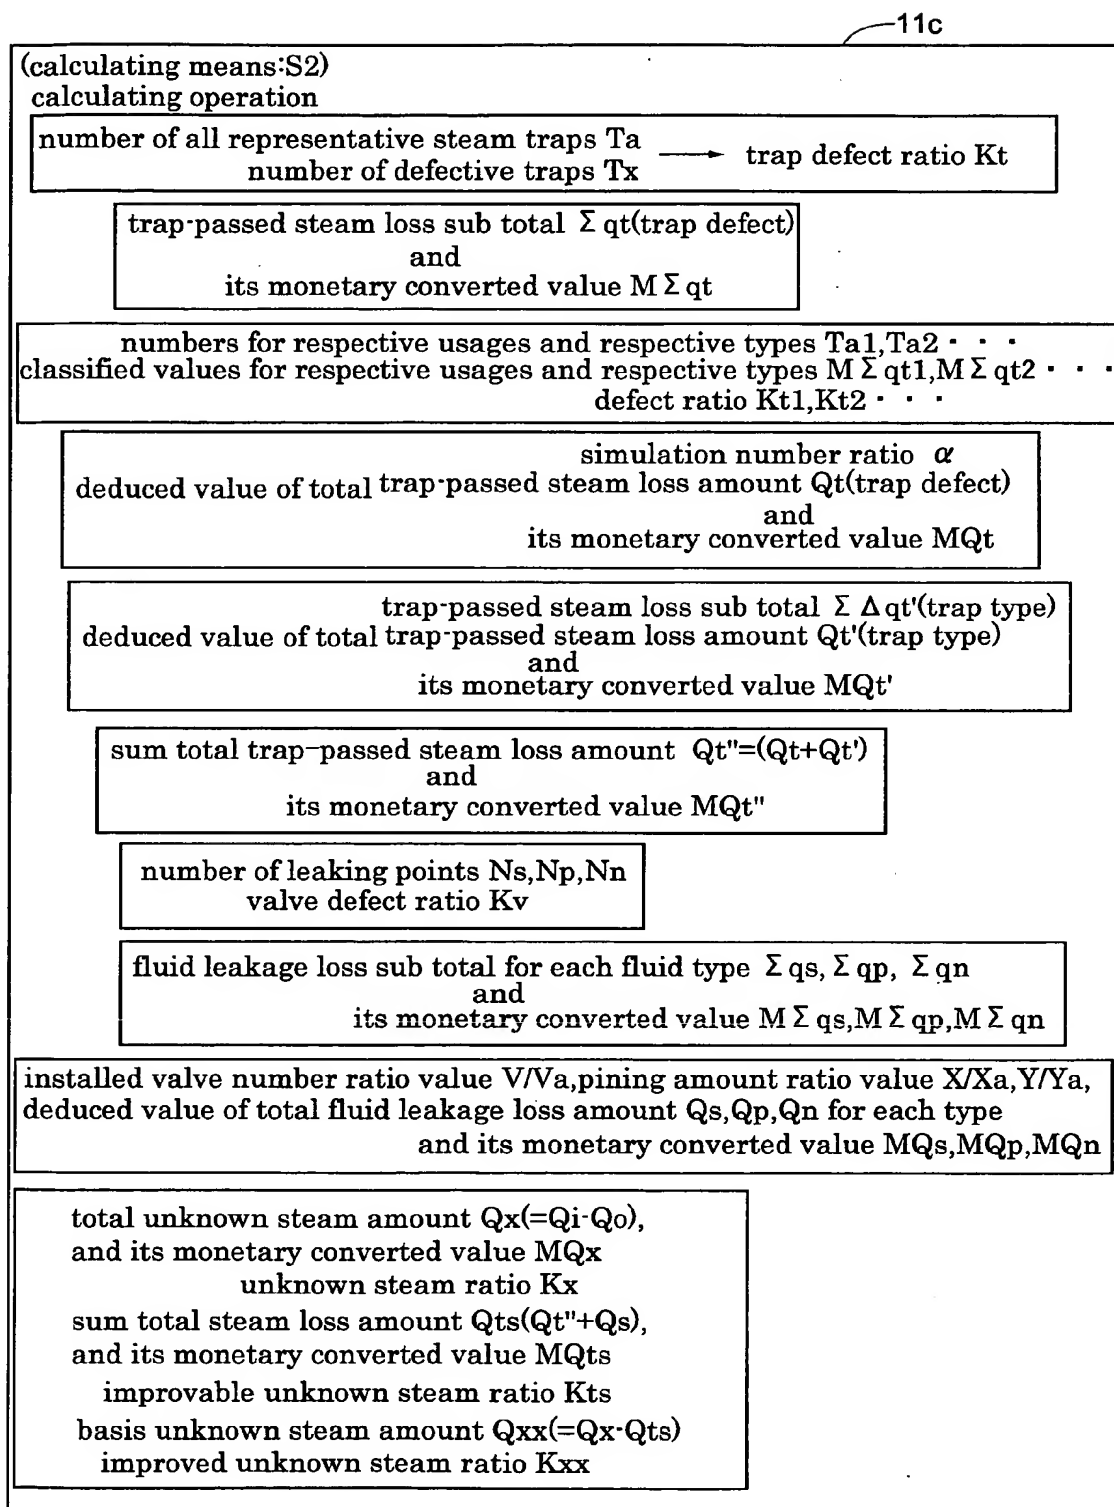 11c
(calculating means:S2)
calculating operation
number of all representative steam traps Ta
number of defective traps Tx
→ trap defect ratio Kt
trap-passed steam loss sub total Σqt(trap defect)
and
its monetary converted value MΣqt
numbers for respective usages and respective types Ta1,Ta2・・・
classified values for respective usages and respective types MΣqt1,MΣqt2・・・
defect ratio Kt1,Kt2・・・
simulation number ratio α
deduced value of total trap-passed steam loss amount Qt(trap defect)
and
its monetary converted value MQt
trap-passed steam loss sub total ΣΔqt'(trap type)
deduced value of total trap-passed steam loss amount Qt'(trap type)
and
its monetary converted value MQt'
sum total trap-passed steam loss amount Qt"=(Qt+Qt')
and
its monetary converted value MQt"
number of leaking points Ns,Np,Nn
valve defect ratio Kv
fluid leakage loss sub total for each fluid type Σqs,Σqp,Σqn
and
its monetary converted value MΣqs,MΣqp,MΣqn
installed valve number ratio value V/Va,pining amount ratio value X/Xa,Y/Ya,
deduced value of total fluid leakage loss amount Qs,Qp,Qn for each type
and its monetary converted value MQs,MQp,MQn
total unknown steam amount Qx(=Qi-Qo),
and its monetary converted value MQx
unknown steam ratio Kx
sum total steam loss amount Qts(Qt"+Qs),
and its monetary converted value MQts
improvable unknown steam ratio Kts
basis unknown steam amount Qxx(=Qx-Qts)
improved unknown steam ratio Kxx